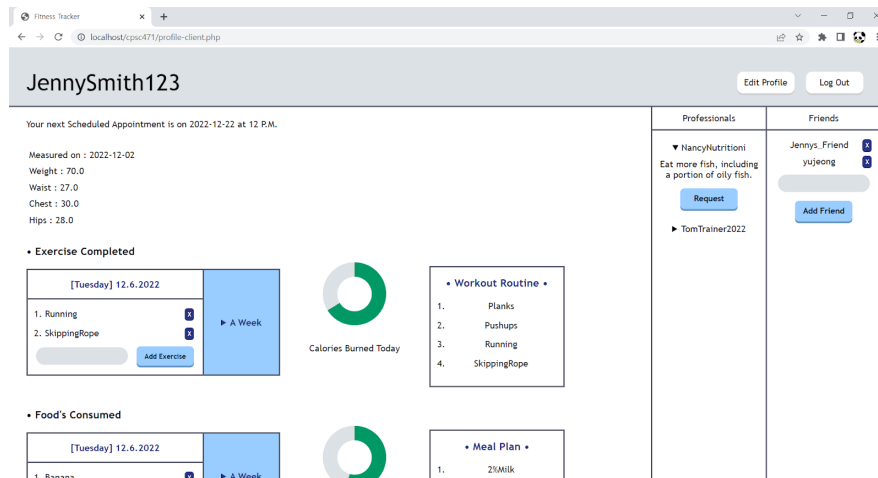 Fitness Tracker
localhost/cpsc471/profile-client.php
JennySmith123
Edit Profile
Log Out
Your next Scheduled Appointment is on 2022-12-22 at 12 P.M.
Measured on : 2022-12-02
Weight : 70.0
Waist : 27.0
Chest : 30.0
Hips : 28.0
• Exercise Completed
[Tuesday] 12.6.2022
1. Running X
2. SkippingRope X
Add Exercise
▶ A Week
Calories Burned Today
• Workout Routine •
1. Planks
2. Pushups
3. Running
4. SkippingRope
• Food's Consumed
[Tuesday] 12.6.2022
1. Banana X
▶ A Week
• Meal Plan •
1. 2%Milk
Professionals
▼ NancyNutritioni
Eat more fish, including
a portion of oily fish.
Request
▶ TomTrainer2022
Friends
Jennys_Friend X
yujeong X
Add Friend